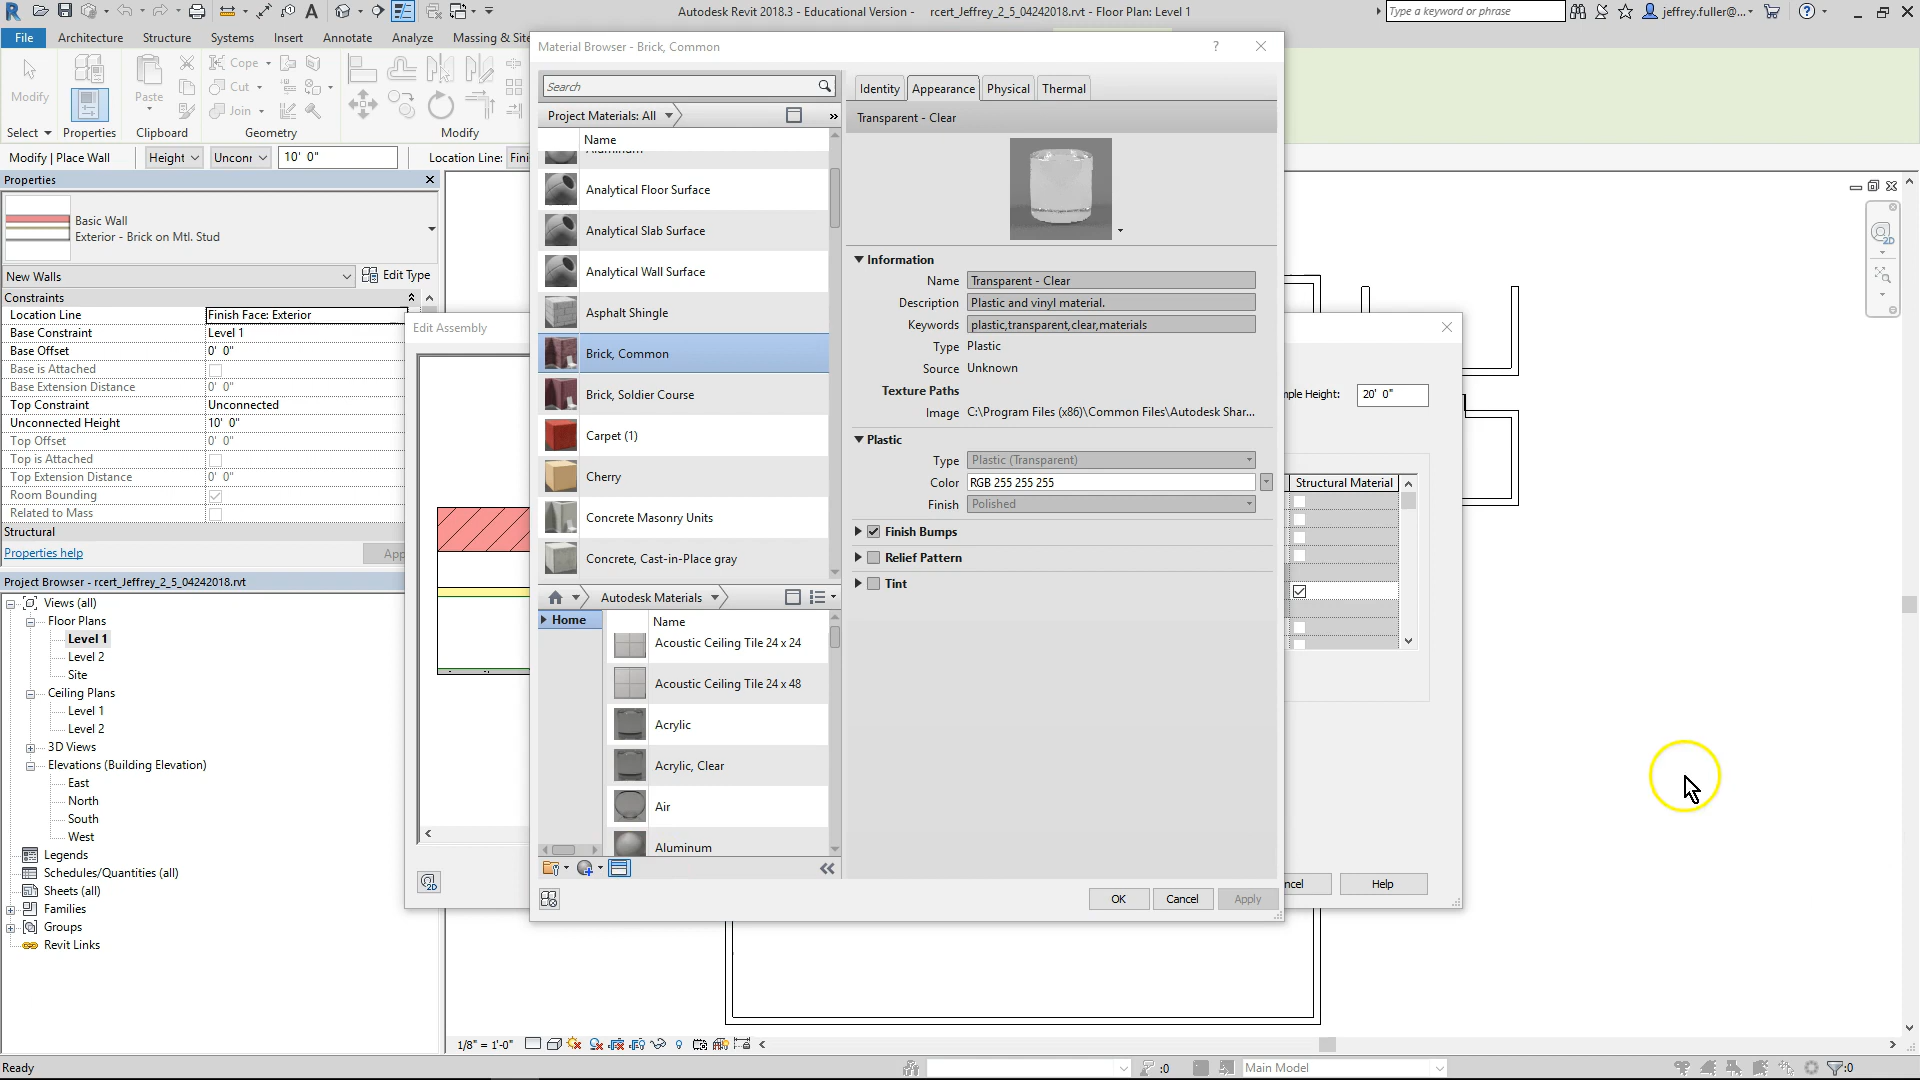 Autodesk Revit 2018.3 - Educational Version - rcert_Jeffrey_2_5_04242018.rvt - Floor Plan: Level 1
Type a keyword or phrase
jeffrey.fuller@...
File Architecture Structure Systems Insert Annotate Analyze Massing & Site
Modify
Paste
Cope
Cut
Join
Select Properties Clipboard Geometry Modify
Modify | Place Wall Height 10' 0" Location Line:
Properties
Basic Wall
Exterior - Brick on Mtl. Stud
New Walls Edit Type
Constraints
Location Line Finish Face: Exterior
Base Constraint Level 1
Base Offset 0' 0"
Base is Attached
Base Extension Distance 0' 0"
Top Constraint Unconnected
Unconnected Height 10' 0"
Top Offset 0' 0"
Top is Attached
Top Extension Distance 0' 0"
Room Bounding
Related to Mass
Structural
Properties help
Project Browser - rcert_Jeffrey_2_5_04242018.rvt
Views (all)
Floor Plans
Level 1
Level 2
Site
Ceiling Plans
Level 1
Level 2
3D Views
Elevations (Building Elevation)
East
North
South
West
Legends
Schedules/Quantities (all)
Sheets (all)
Families
Groups
Revit Links
Edit Assembly
Height: 20' 0"
Structural Material
Help
Material Browser - Brick, Common
Search
Project Materials: All
Name
Analytical Floor Surface
Analytical Slab Surface
Analytical Wall Surface
Asphalt Shingle
Brick, Common
Brick, Soldier Course
Carpet (1)
Cherry
Concrete Masonry Units
Concrete, Cast-in-Place gray
Autodesk Materials
Home
Name
Acoustic Ceiling Tile 24 x 24
Acoustic Ceiling Tile 24 x 48
Acrylic
Acrylic, Clear
Air
Aluminum
Identity Appearance Physical Thermal
Transparent - Clear
Information
Name Transparent - Clear
Description Plastic and vinyl material.
Keywords plastic,transparent,clear,materials
Type Plastic
Source Unknown
Texture Paths
Image C:\Program Files (x86)\Common Files\Autodesk Shar...
Plastic
Type Plastic (Transparent)
Color RGB 255 255 255
Finish Polished
Finish Bumps
Relief Pattern
Tint
OK Cancel Apply
1/8" = 1'-0"
Ready :0 Main Model :0